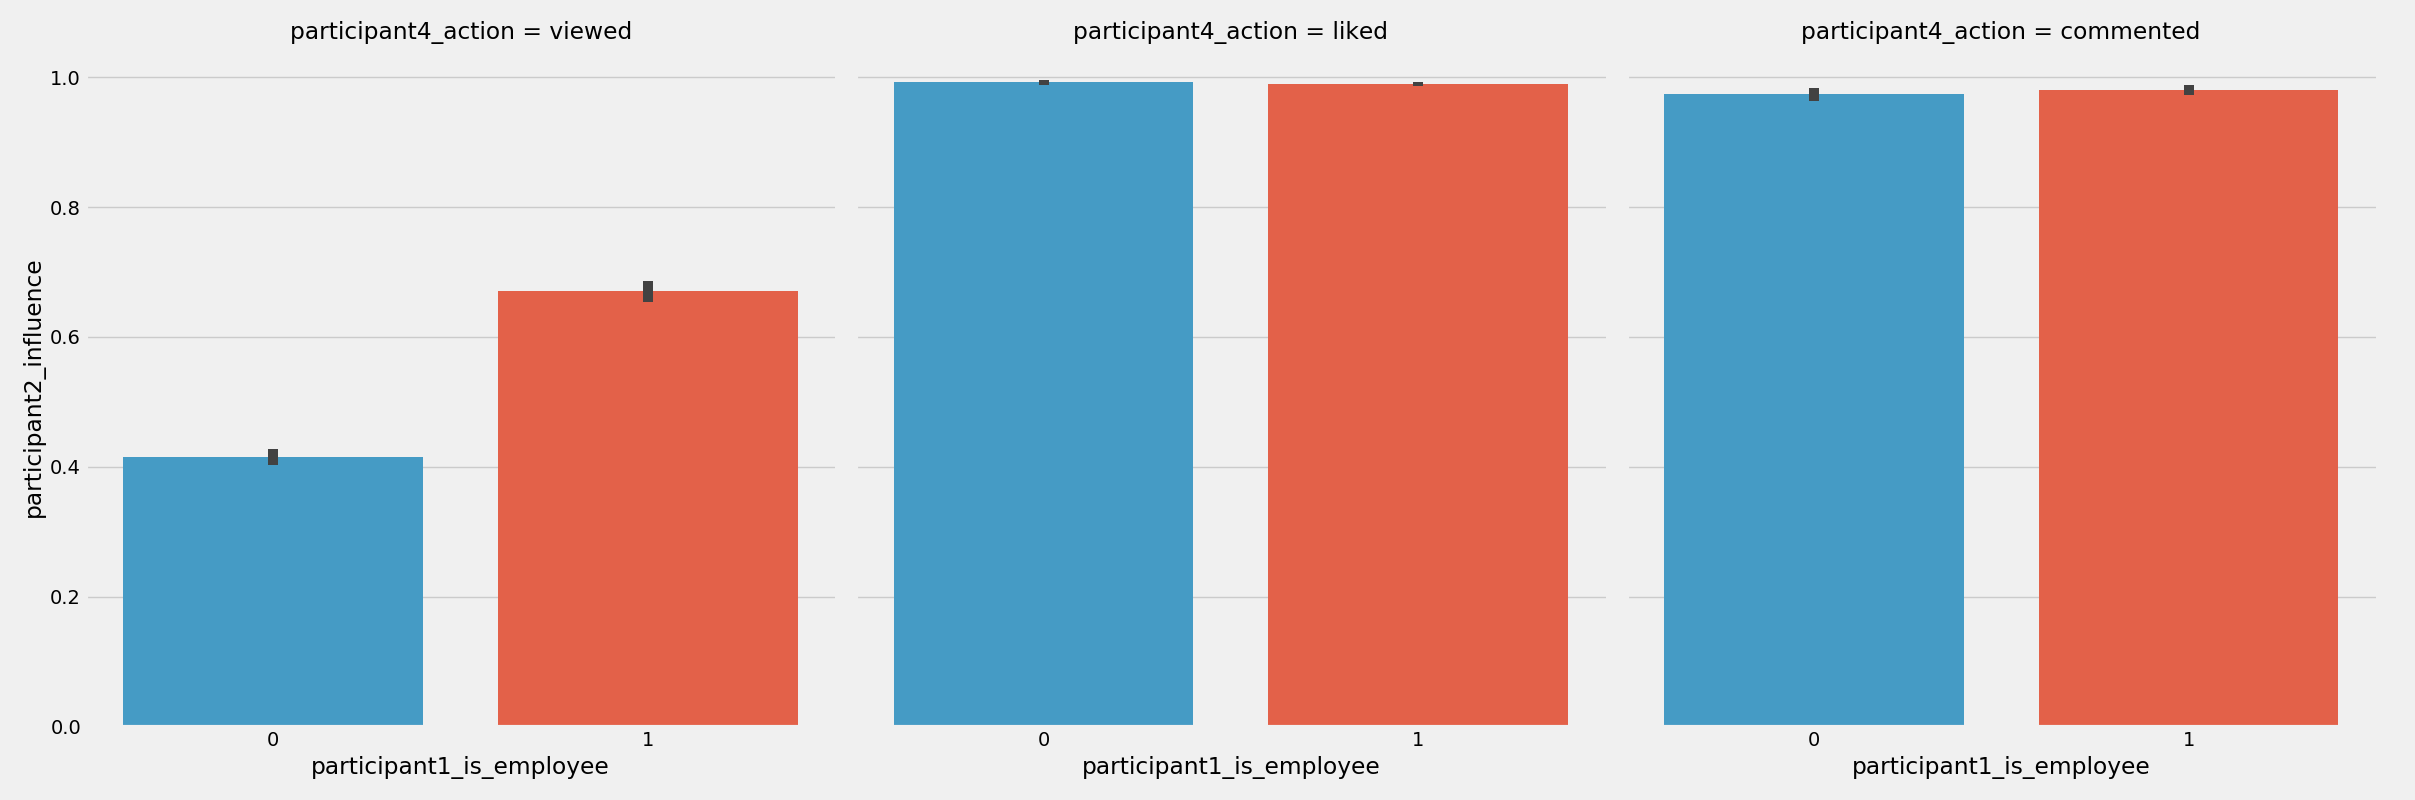 participant4_action = viewed
participant4_action = liked
participant4_action = commented
participant2_influence
1.0
0.8
0.6
0.4
0.2
0.0
0
1
0
1
0
1
participant1_is_employee
participant1_is_employee
participant1_is_employee